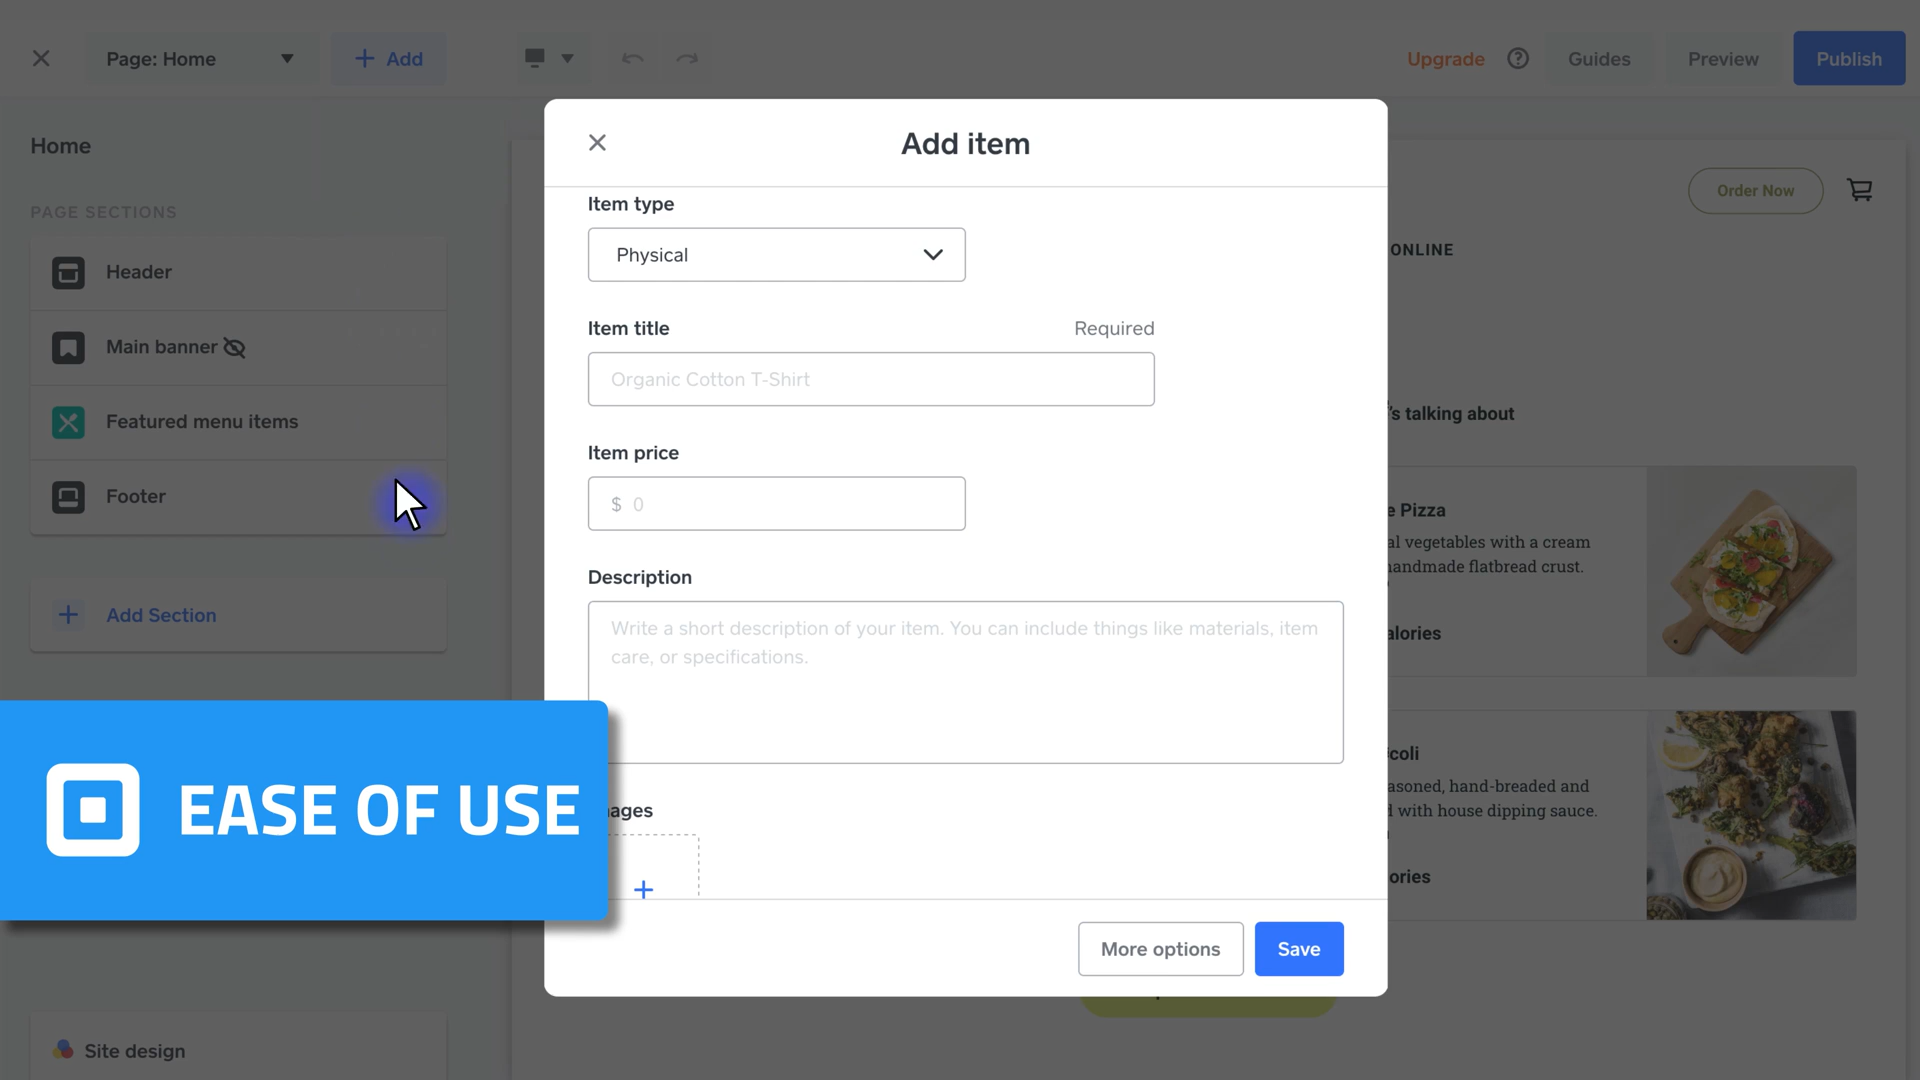 Page: Home
Add
Upgrade
Guides
Preview
Publish
Home
PAGE SECTIONS
Header
Main banner
Featured menu items
Footer
Add Section
Site design
EASE OF USE
Add item
Item type
Physical
Item title
Required
Organic Cotton T-Shirt
Item price
$ 0
Description
Write a short description of your item. You can include things like materials, item
care, or specifications.
More options
Save
Order Now
ONLINE
's talking about
e Pizza
al vegetables with a cream
handmade flatbread crust.
alories
coli
asoned, hand-breaded and
d with house dipping sauce.
ories